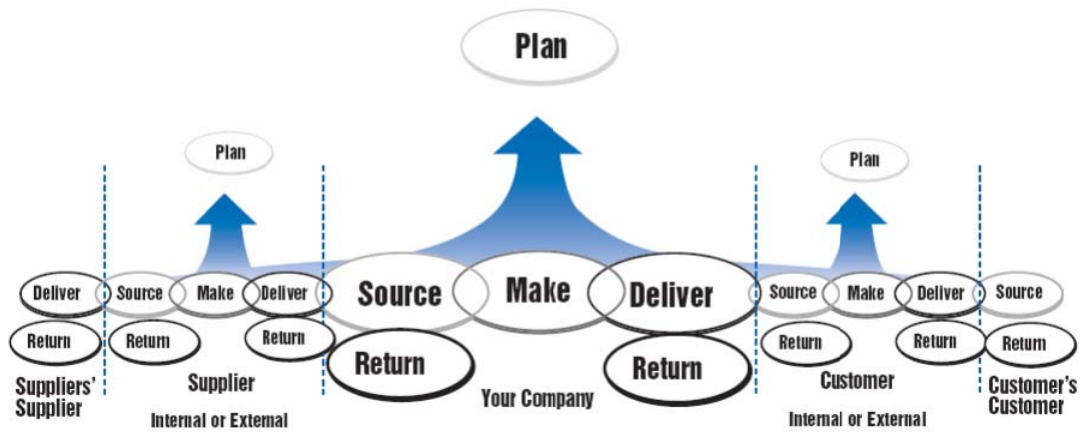 Plan
Plan
Plan
Deliver Source Make Deliver Source Make Deliver Source Make Deliver Source
Return Return Return Return Return Return Return Return
Suppliers'
Supplier
Supplier
Internal or External
Your Company
Customer
Internal or External
Customer's
Customer